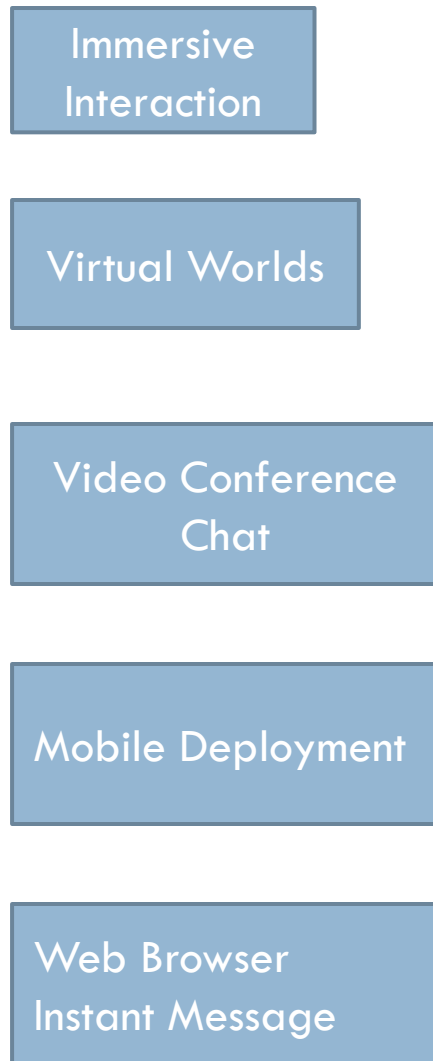 Immersive
Interaction
Virtual Worlds
Video Conference
Chat
Mobile Deployment
Web Browser
Instant Message